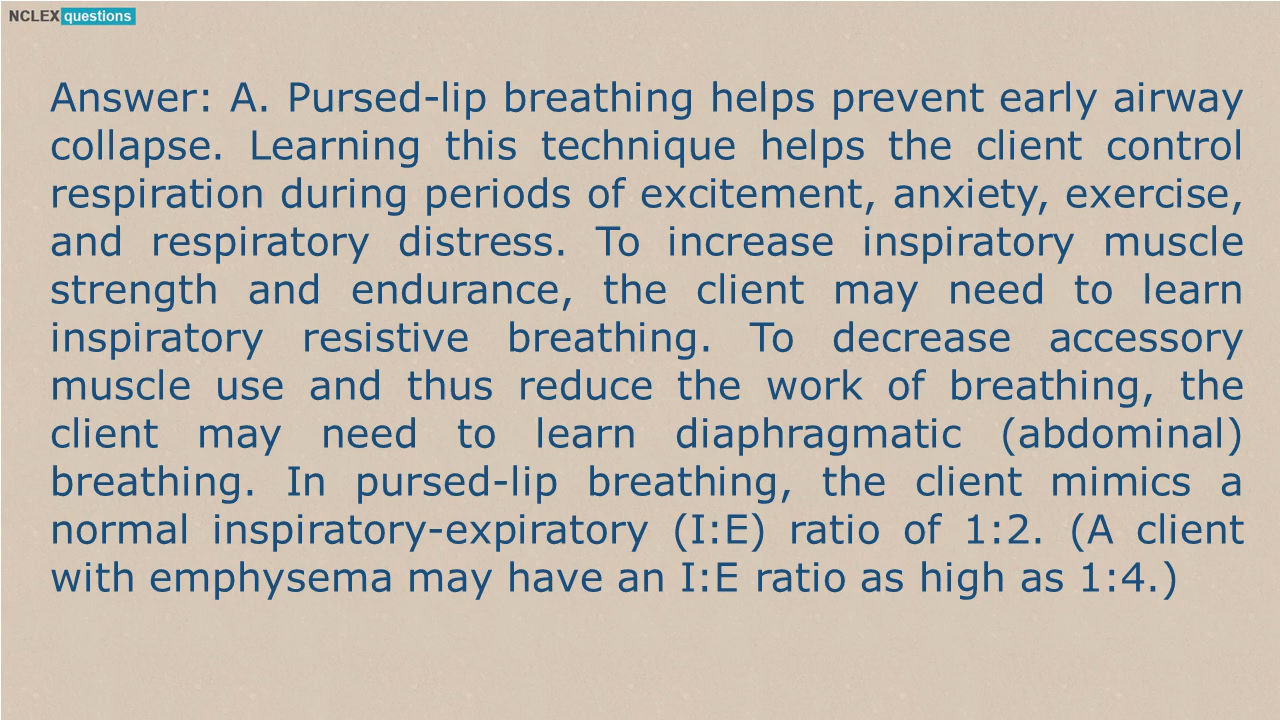 NCLEX questions
Answer: A. Pursed-lip breathing helps prevent early airway
collapse. Learning this technique helps the client control
respiration during periods of excitement, anxiety, exercise,
and respiratory distress. To increase inspiratory muscle
strength and endurance, the client may need to learn
inspiratory resistive breathing. To decrease accessory
muscle use and thus reduce the work of breathing, the
client may need to learn diaphragmatic (abdominal)
breathing. In pursed-lip breathing, the client mimics a
normal inspiratory-expiratory (I:E) ratio of 1:2. (A client
with emphysema may have an I:E ratio as high as 1:4.)